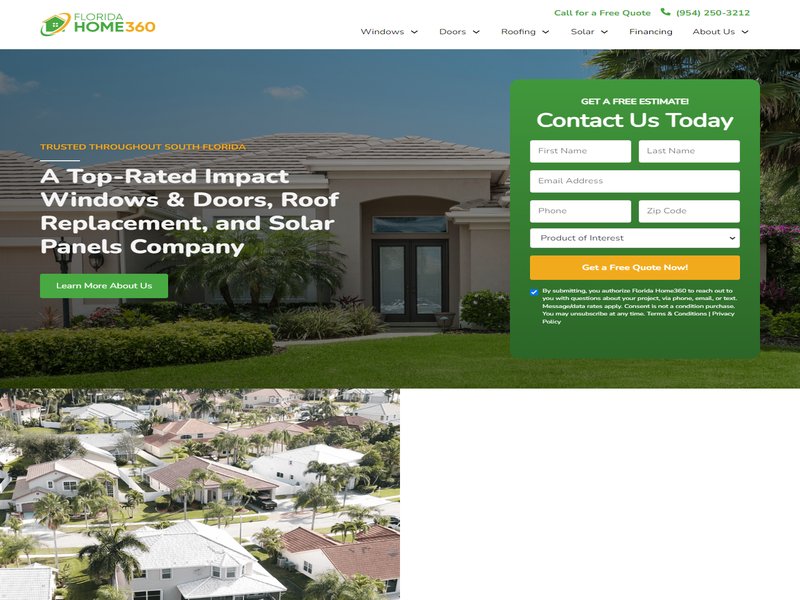 FLORIDA
HOME360
Call for a Free Quote (954) 250-3212
Windows Doors Roofing Solar Financing About Us
TRUSTED THROUGHOUT SOUTH FLORIDA
A Top-Rated Impact
Windows & Doors, Roof
Replacement, and Solar
Panels Company
Learn More About Us
GET A FREE ESTIMATE!
Contact Us Today
First Name Last Name
Email Address
Phone Zip Code
Product of Interest
Get a Free Quote Now!
By submitting, you authorize Florida Home360 to reach out to
you with questions about your project, via phone, email, or text.
Message/data rates apply. Consent is not a condition purchase.
You may unsubscribe at any time. Terms & Conditions | Privacy
Policy